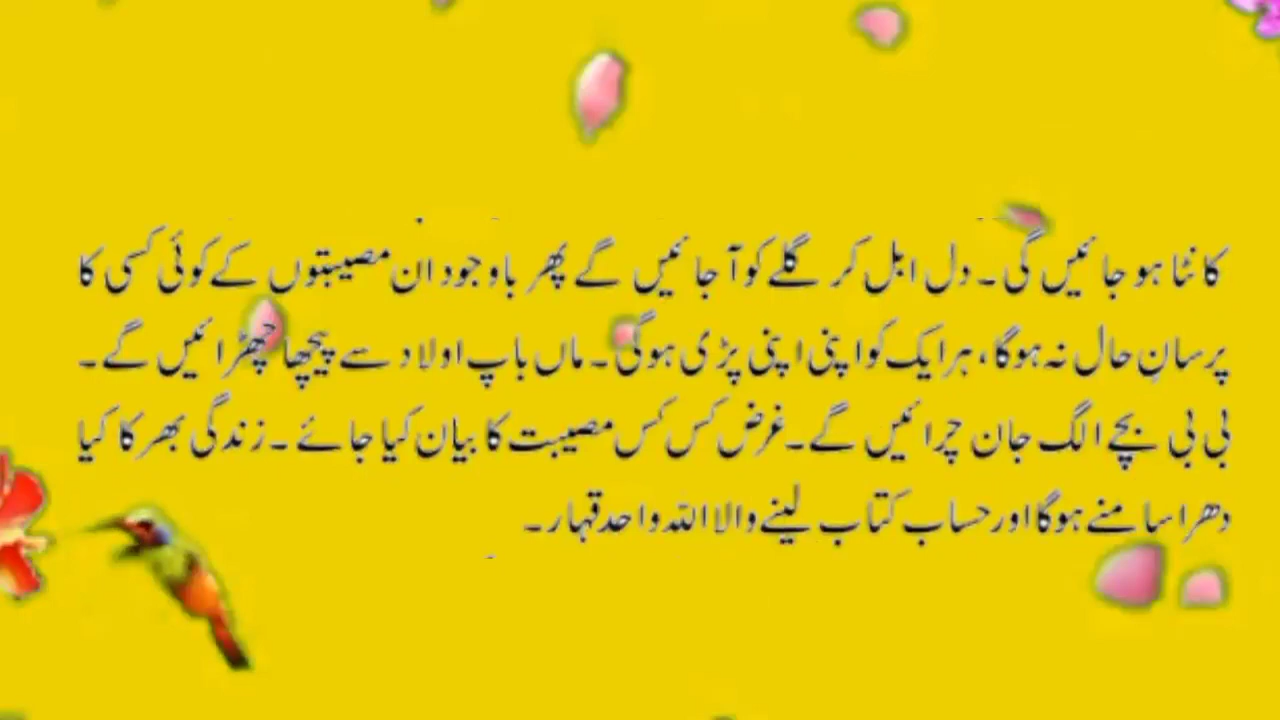 کانٹا ہو جائیں گی۔ دل ابل کر گلے کو آ جائیں گے پھر باوجود ان مصیبتوں کے کوئی کسی کا
پرسانِ حال نہ ہوگا، ہر ایک کو اپنی اپنی پڑی ہوگی۔ ماں باپ اولاد سے پیچھا چھڑائیں گے۔
بی بی بچے الگ جان چرائیں گے۔ غرض کس کس مصیبت کا بیان کیا جائے۔ زندگی بھر کا کیا
دھرا سامنے ہوگا اور حساب کتاب لینے والا اللہ واحد قہار۔